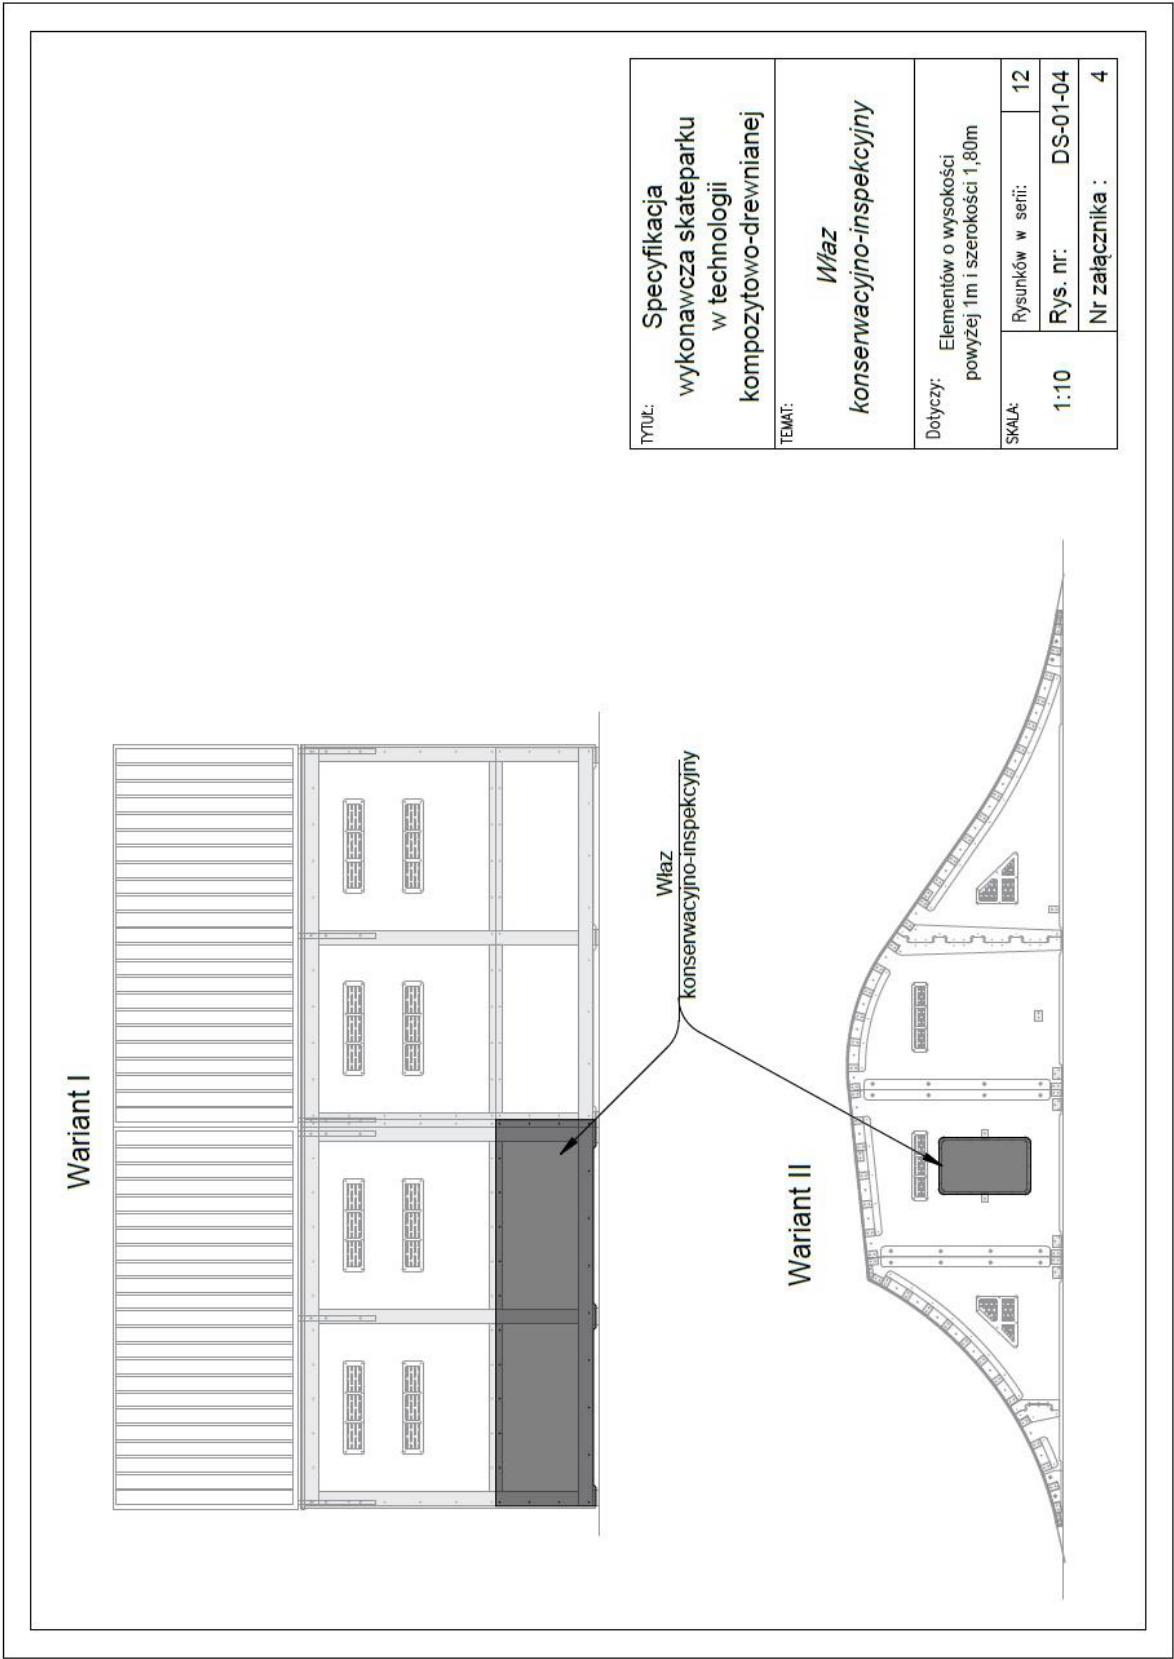 Wariant I
Właz
konserwacyjno-inspekcyjny
Wariant II
TYTUŁ:
Specyfikacja
wykonawcza skateparku
w technologii
kompozytowo-drewnianej
TEMAT:
Właz
konserwacyjno-inspekcyjny
Dotyczy:
Elementów o wysokości
powyżej 1m i szerokości 1,80m
SKALA:
1:10
Rysunków w serii: 12
Rys. nr: DS-01-04
Nr załącznika : 4